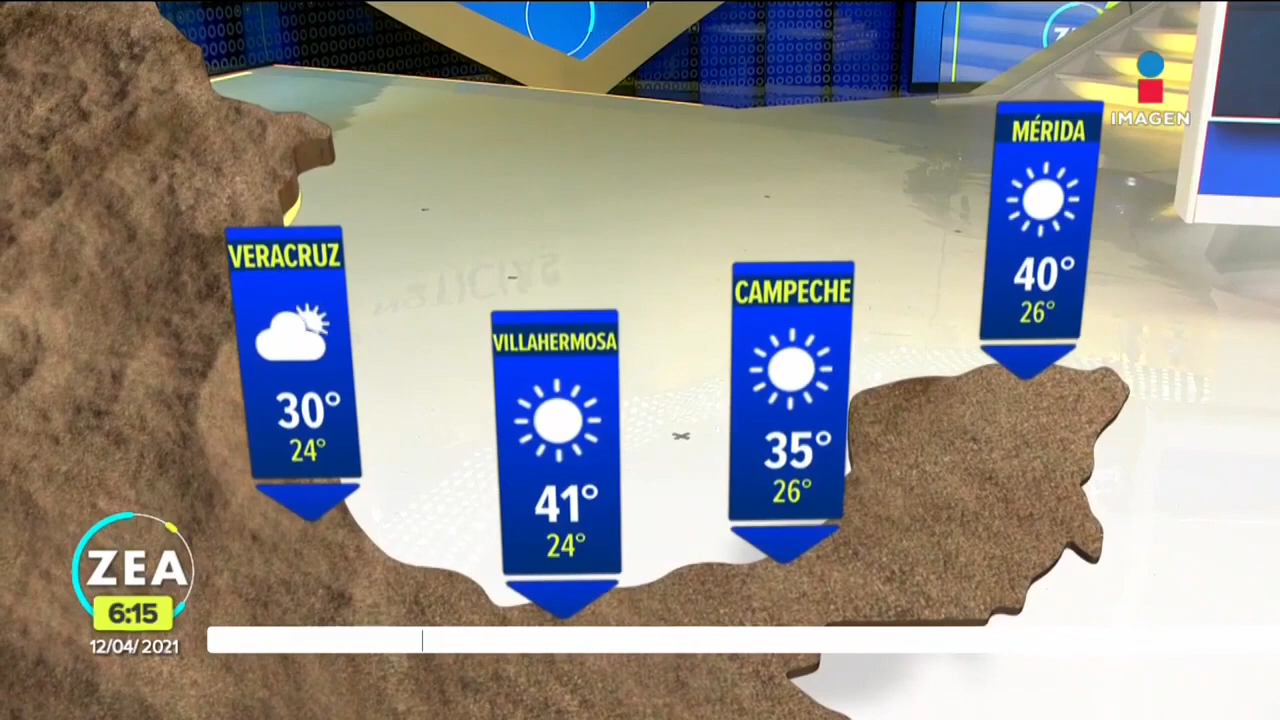 IMAGEN
MÉRIDA
40°
26°
VERACRUZ
30°
24°
CAMPECHE
35°
26°
VILLAHERMOSA
41°
24°
ZEA
6:15
12/04/2021